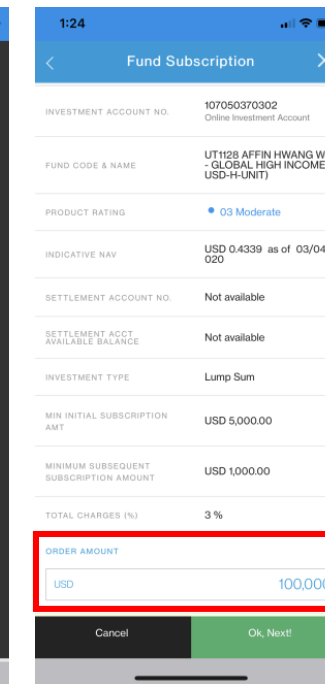 1:24
Fund Subscription
INVESTMENT ACCOUNT NO.
107050370302
Online Investment Account
FUND CODE & NAME
UT1128 AFFIN HWANG W
- GLOBAL HIGH INCOME
USD-H-UNIT)
PRODUCT RATING
03 Moderate
INDICATIVE NAV
USD 0.4339 as of 03/04
020
SETTLEMENT ACCOUNT NO.
Not available
SETTLEMENT ACCT
AVAILABLE BALANCE
Not available
INVESTMENT TYPE
Lump Sum
MIN INITIAL SUBSCRIPTION
AMT
USD 5,000.00
MINIMUM SUBSEQUENT
SUBSCRIPTION AMOUNT
USD 1,000.00
TOTAL CHARGES (%)
3 %
ORDER AMOUNT
USD
100,000
Cancel
Ok, Next!